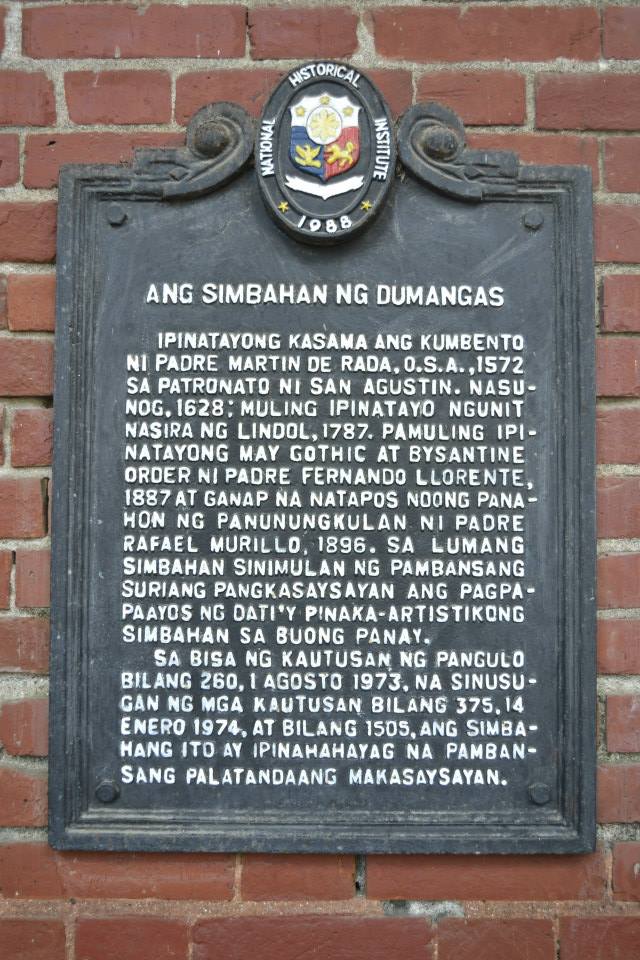 NATIONAL HISTORICAL INSTITUTE
1988
ANG SIMBAHAN NG DUMANGAS
IPINATAYONG KASAMA ANG KUMBENTO
NI PADRE MARTIN DE RADA, O.S.A., 1572
SA PATRONATO NI SAN AGUSTIN. NASU-
NOG, 1628; MULING IPINATAYO NGUNIT
NASIRA NG LINDOL, 1787. PAMULING IPI-
NATAYONG MAY GOTHIC AT BYSANTINE
ORDER NI PADRE FERNANDO LLORENTE,
1887 AT GANAP NA NATAPOS NOONG PANA-
HON NG PANUNUNGKULAN NI PADRE
RAFAEL MURILLO, 1896. SA LUMANG
SIMBAHAN SINIMULAN NG PAMBANSANG
SURIANG PANGKASAYSAYAN ANG PAGPA-
PAAYOS NG DATI'Y PINAKA-ARTISTIKONG
SIMBAHAN SA BUONG PANAY.
SA BISA NG KAUTUSAN NG PANGULO
BILANG 260, 1 AGOSTO 1973, NA SINUSU-
GAN NG MGA KAUTUSAN BILANG 375, 14
ENERO 1974, AT BILANG 1505, ANG SIMBA-
HANG ITO AY IPINAHAHAYAG NA PAMBAN-
SANG PALATANDAANG MAKASAYSAYAN.